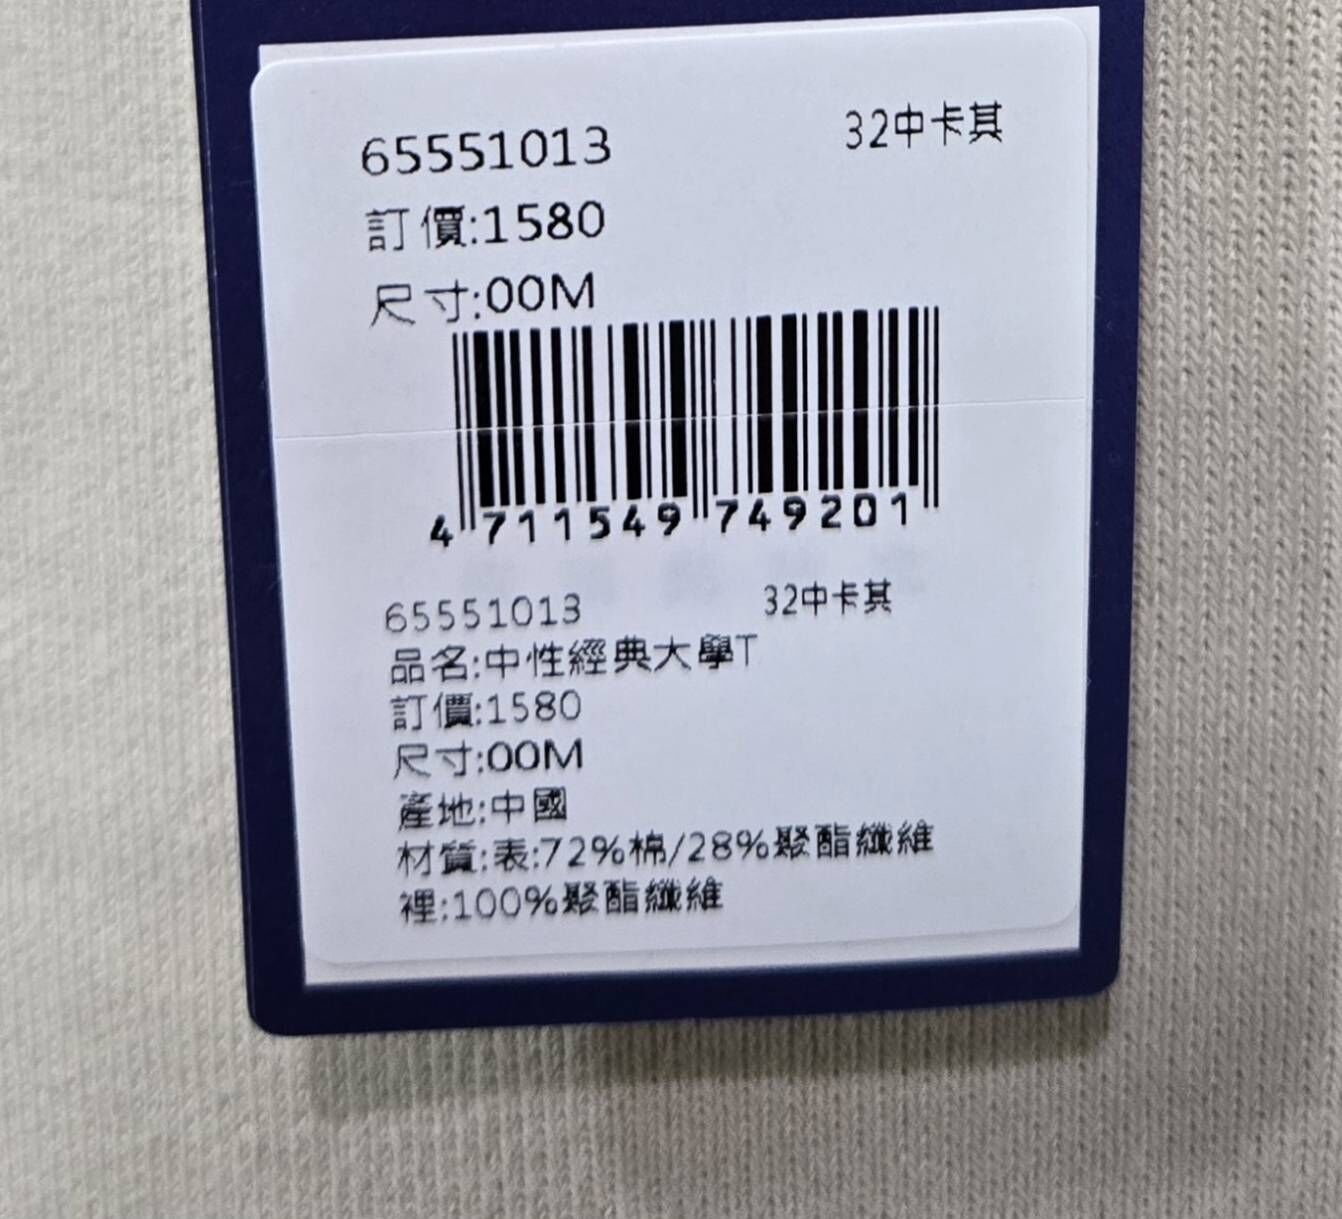 65551013 32中卡其
訂價:1580
尺寸:00M
4 711549 749201
65551013 32中卡其
品名:中性經典大學T
訂價:1580
尺寸:00M
產地:中國
材質:表:72%棉/28%聚酯纖維
裡:100%聚酯纖維